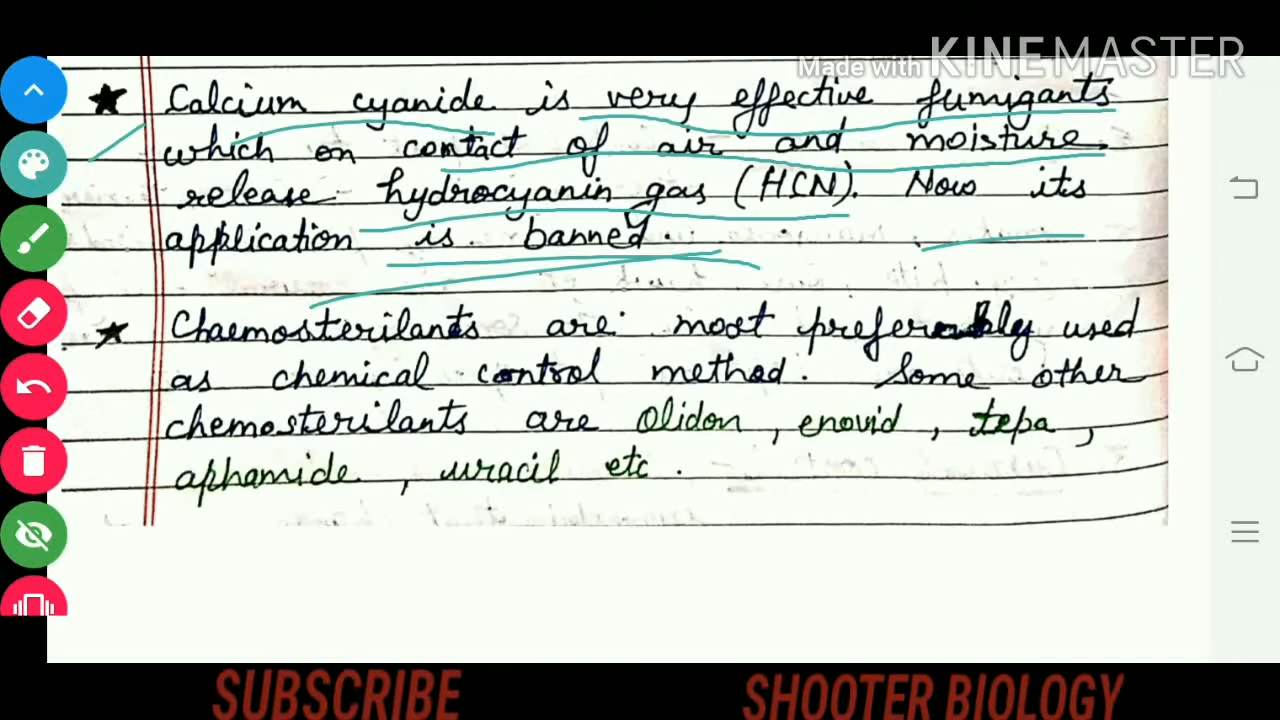 Made with KINEMASTER
★ Calcium cyanide is very effective fumigants
which on contact of air and moisture.
release hydrocyanin gas (HCN). Now its
application is banned
★ Chaemosterilants are most preferably used
as chemical control method. Some other
chemosterilants are Olidon, enovid, tepa,
aphamide, uracil etc.
SUBSCRIBE SHOOTER BIOLOGY